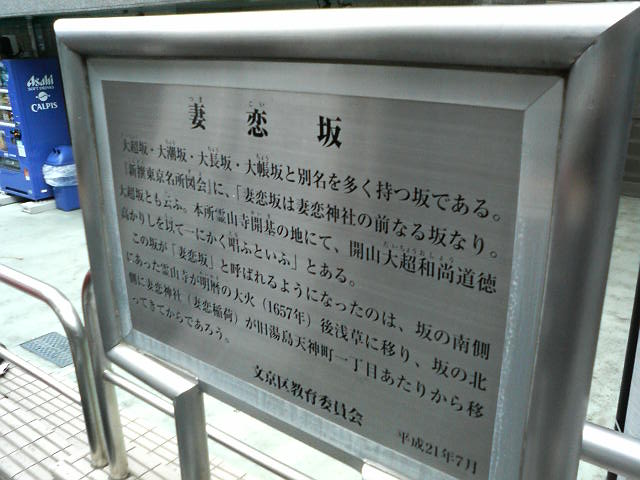 妻恋坂
大超坂・大潮坂・大長坂・大帳坂と別名を多く持つ坂である。
「新撰東京名所図会」に、「妻恋坂は妻恋神社の前なる坂なり。
大超坂とも云ふ。本所霊山寺開基の地にて、開山大超和尚道徳
高かりしを以て一にかく唱ふといふ」とある。
この坂が「妻恋坂」と呼ばれるようになったのは、坂の南側
にあった霊山寺が明暦の大火（1657年）後浅草に移り、坂の北
側に妻恋神社（妻恋稲荷）が旧湯島天神町一丁目あたりから移
ってきてからであろう。
文京区教育委員会
平成21年7月
Asahi
SOFT DRINKS
CALPIS